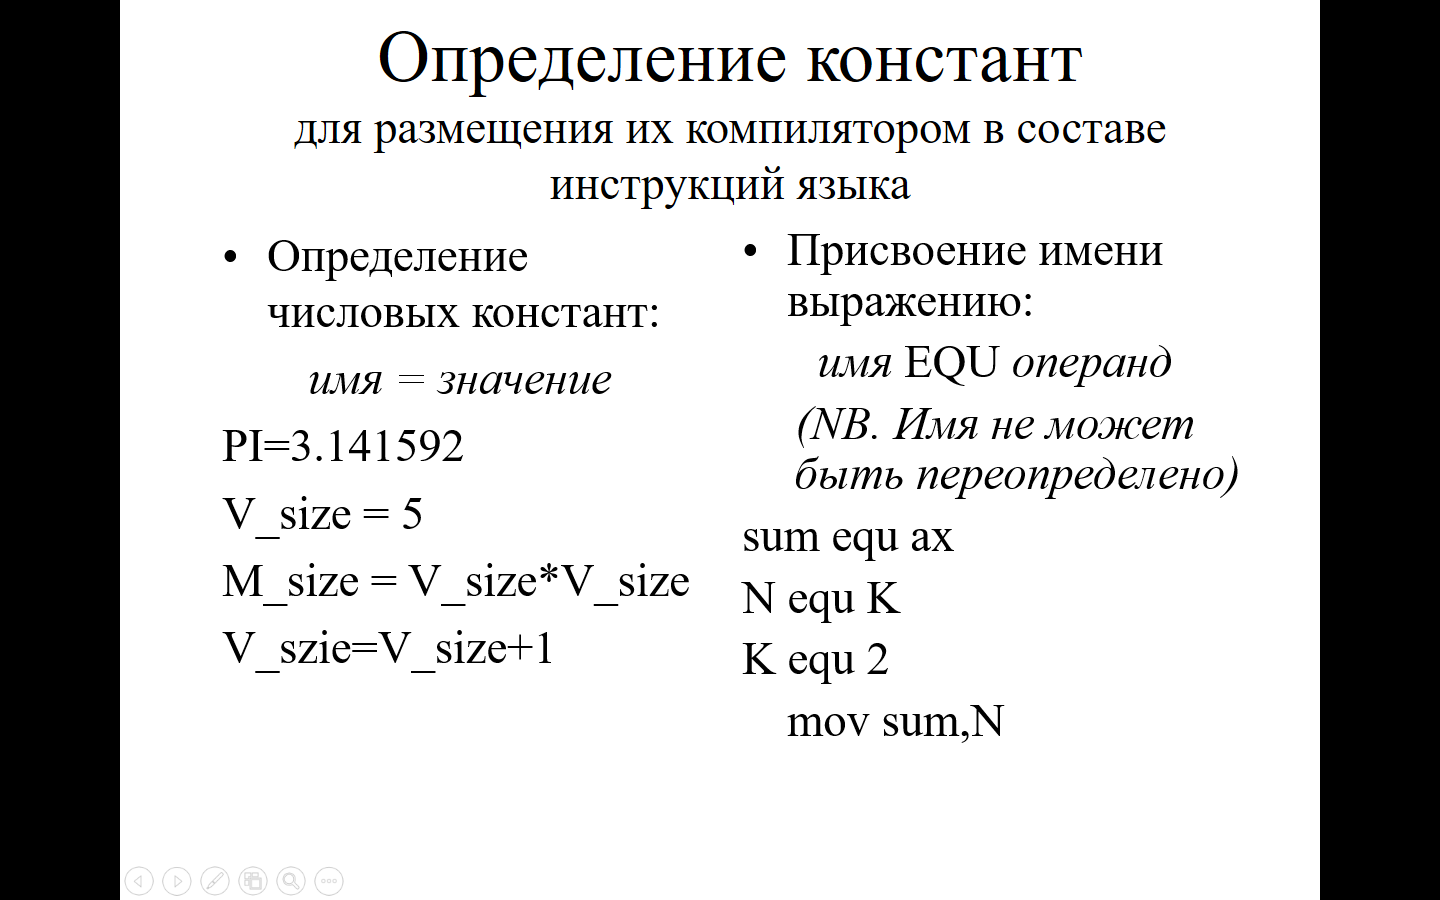 Определение констант
для размещения их компилятором в составе
инструкций языка
• Определение
числовых констант:
имя = значение
PI=3.141592
V_size = 5
M_size = V_size*V_size
V_szie=V_size+1
• Присвоение имени
выражению:
имя EQU операнд
(NB. Имя не может
быть переопределено)
sum equ ax
N equ K
K equ 2
mov sum,N